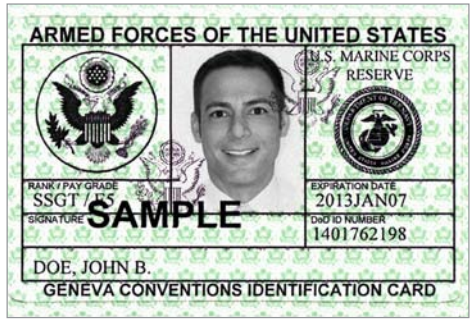 ARMED FORCES OF THE UNITED STATES
U.S. MARINE CORPS
RESERVE
RANK / PAY GRADE
SSGT / E5
EXPIRATION DATE
2013JAN07
SIGNATURE
SAMPLE
DoD ID NUMBER
1401762198
DOE, JOHN B.
GENEVA CONVENTIONS IDENTIFICATION CARD